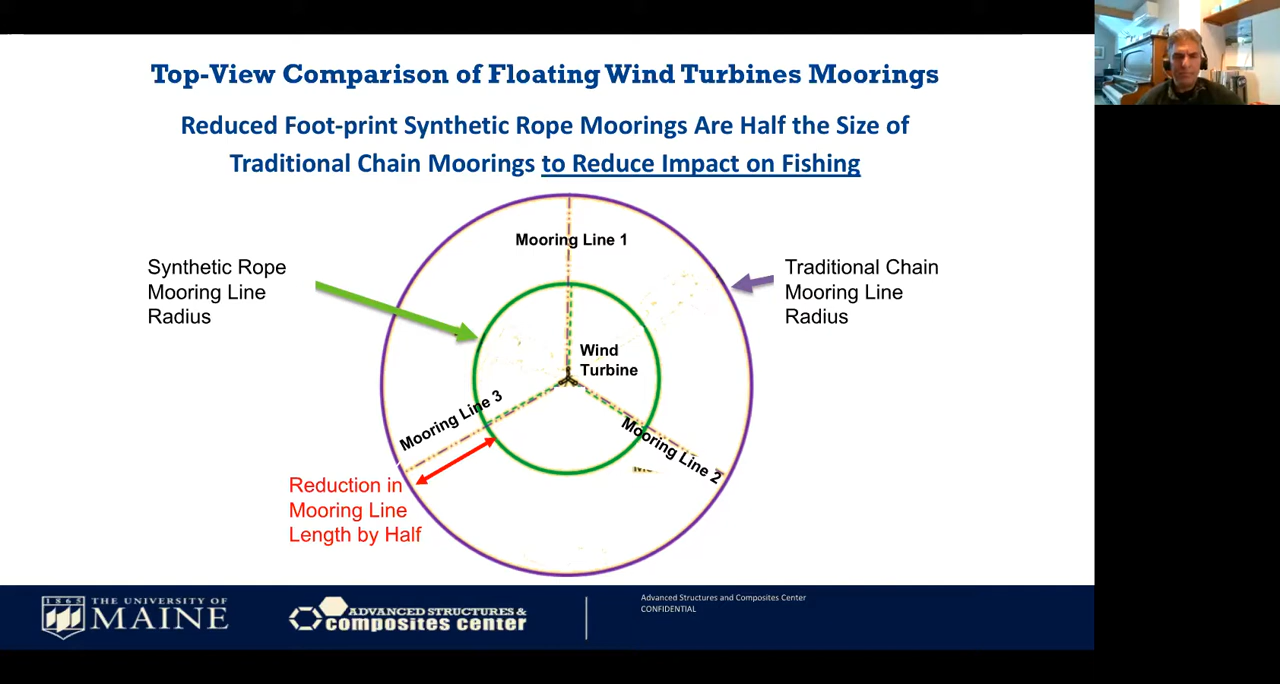 Top-View Comparison of Floating Wind Turbines Moorings
Reduced Foot-print Synthetic Rope Moorings Are Half the Size of
Traditional Chain Moorings to Reduce Impact on Fishing
Mooring Line 1
Synthetic Rope
Mooring Line
Radius
Traditional Chain
Mooring Line
Radius
Wind
Turbine
Mooring Line 3
Mooring Line 2
Reduction in
Mooring Line
Length by Half
1865
THE UNIVERSITY OF
MAINE
ADVANCED STRUCTURES &
composites center
Advanced Structures and Composites Center
CONFIDENTIAL